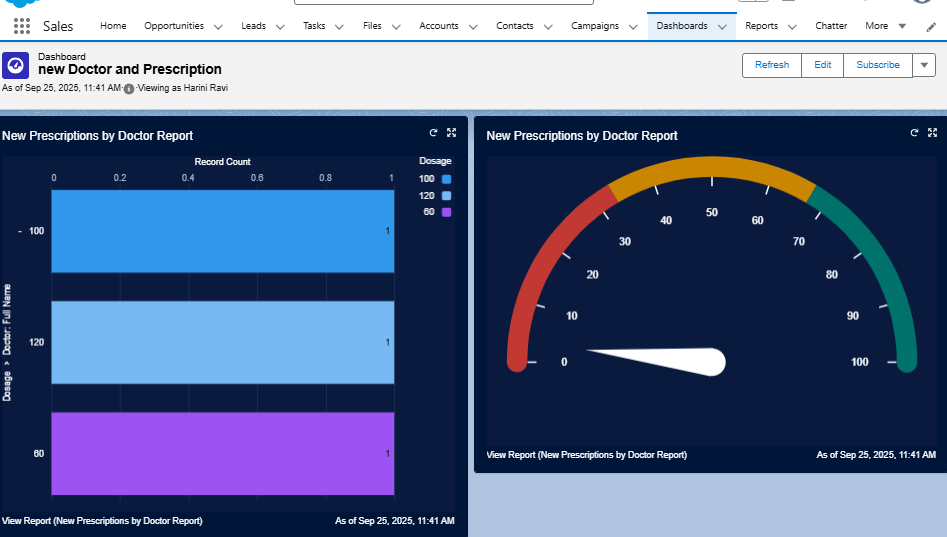 Sales Home Opportunities Leads Tasks Files Accounts Contacts Campaigns Dashboards Reports Chatter More
Dashboard
new Doctor and Prescription
As of Sep 25, 2025, 11:41 AM·Viewing as Harini Ravi
Refresh Edit Subscribe
New Prescriptions by Doctor Report
Record Count
0 0.2 0.4 0.6 0.8 1
Dosage
100
120
60
- 100 1
120 1
60 1
Dosage > Doctor: Full Name
View Report (New Prescriptions by Doctor Report) As of Sep 25, 2025, 11:41 AM
New Prescriptions by Doctor Report
0
10
20
30
40
50
60
70
80
90
100
View Report (New Prescriptions by Doctor Report) As of Sep 25, 2025, 11:41 AM